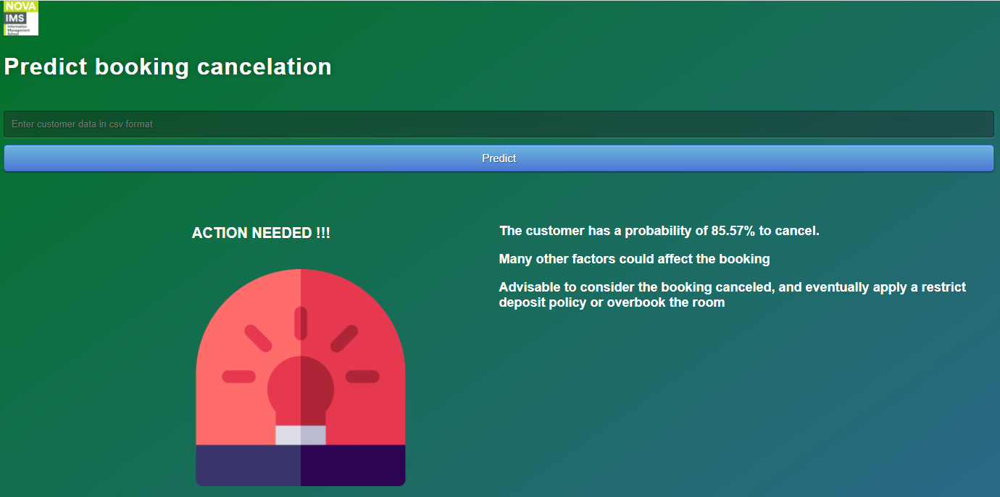 NOVA
IMS
Information
Management
School
Predict booking cancelation
Enter customer data in csv format
Predict
ACTION NEEDED !!!
The customer has a probability of 85.57% to cancel.
Many other factors could affect the booking
Advisable to consider the booking canceled, and eventually apply a restrict
deposit policy or overbook the room